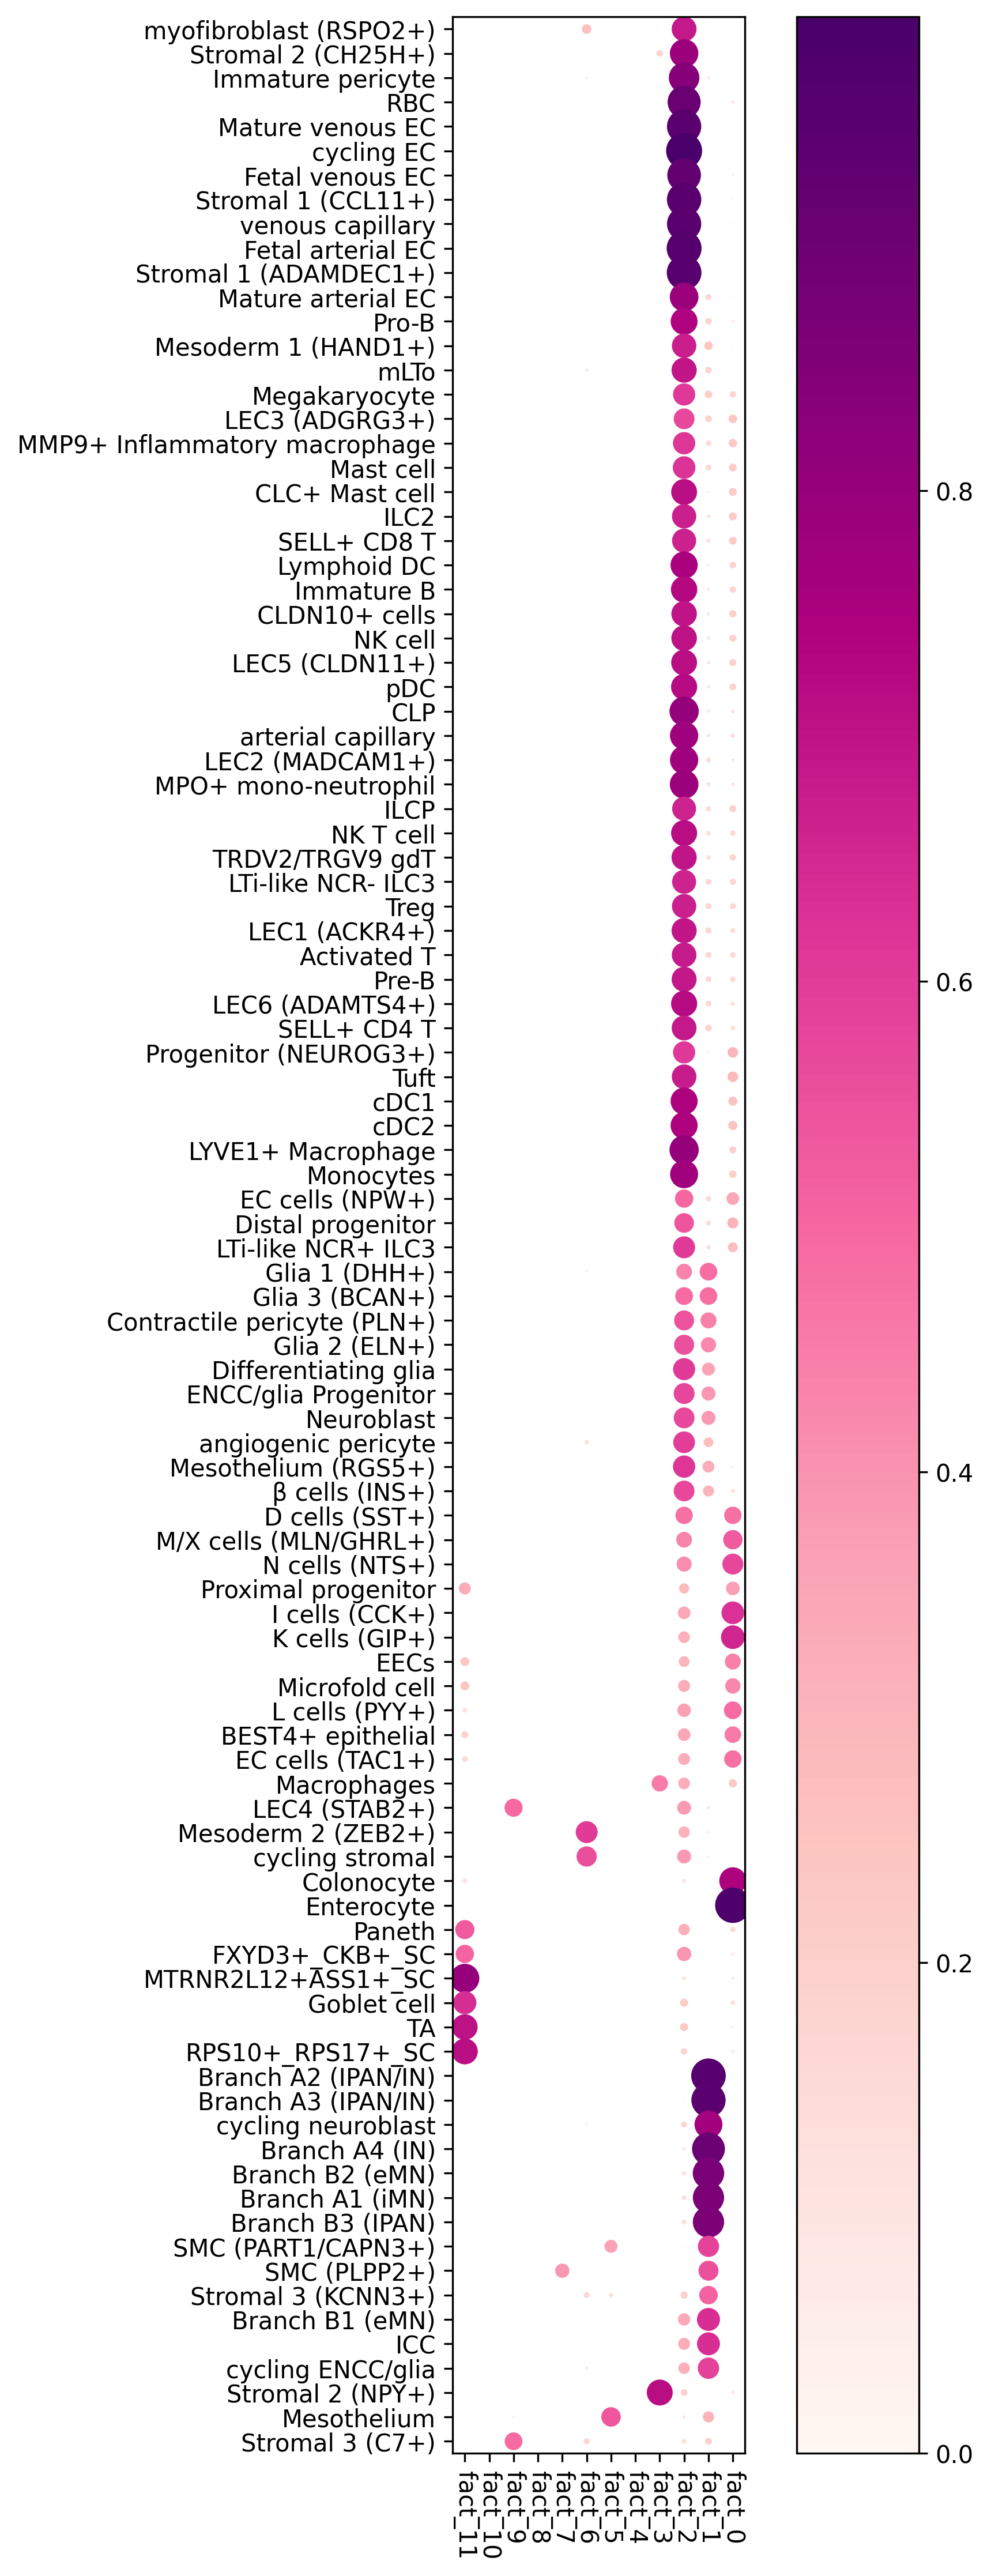 myofibroblast (RSPO2+)
Stromal 2 (CH25H+)
Immature pericyte
RBC
Mature venous EC
cycling EC
Fetal venous EC
Stromal 1 (CCL11+)
venous capillary
Fetal arterial EC
Stromal 1 (ADAMDEC1+)
Mature arterial EC
Pro-B
Mesoderm 1 (HAND1+)
mLTo
Megakaryocyte
LEC3 (ADGRG3+)
MMP9+ Inflammatory macrophage
Mast cell
CLC+ Mast cell
ILC2
SELL+ CD8 T
Lymphoid DC
Immature B
CLDN10+ cells
NK cell
LEC5 (CLDN11+)
pDC
CLP
arterial capillary
LEC2 (MADCAM1+)
MPO+ mono-neutrophil
ILCP
NK T cell
TRDV2/TRGV9 gdT
LTi-like NCR- ILC3
Treg
LEC1 (ACKR4+)
Activated T
Pre-B
LEC6 (ADAMTS4+)
SELL+ CD4 T
Progenitor (NEUROG3+)
Tuft
cDC1
cDC2
LYVE1+ Macrophage
Monocytes
EC cells (NPW+)
Distal progenitor
LTi-like NCR+ ILC3
Glia 1 (DHH+)
Glia 3 (BCAN+)
Contractile pericyte (PLN+)
Glia 2 (ELN+)
Differentiating glia
ENCC/glia Progenitor
Neuroblast
angiogenic pericyte
Mesothelium (RGS5+)
β cells (INS+)
D cells (SST+)
M/X cells (MLN/GHRL+)
N cells (NTS+)
Proximal progenitor
I cells (CCK+)
K cells (GIP+)
EECs
Microfold cell
L cells (PYY+)
BEST4+ epithelial
EC cells (TAC1+)
Macrophages
LEC4 (STAB2+)
Mesoderm 2 (ZEB2+)
cycling stromal
Colonocyte
Enterocyte
Paneth
FXYD3+_CKB+_SC
MTRNR2L12+ASS1+_SC
Goblet cell
TA
RPS10+_RPS17+_SC
Branch A2 (IPAN/IN)
Branch A3 (IPAN/IN)
cycling neuroblast
Branch A4 (IN)
Branch B2 (eMN)
Branch A1 (iMN)
Branch B3 (IPAN)
SMC (PART1/CAPN3+)
SMC (PLPP2+)
Stromal 3 (KCNN3+)
Branch B1 (eMN)
ICC
cycling ENCC/glia
Stromal 2 (NPY+)
Mesothelium
Stromal 3 (C7+)
fact_11
fact_10
fact_9
fact_8
fact_7
fact_6
fact_5
fact_4
fact_3
fact_2
fact_1
fact_0
0.8
0.6
0.4
0.2
0.0